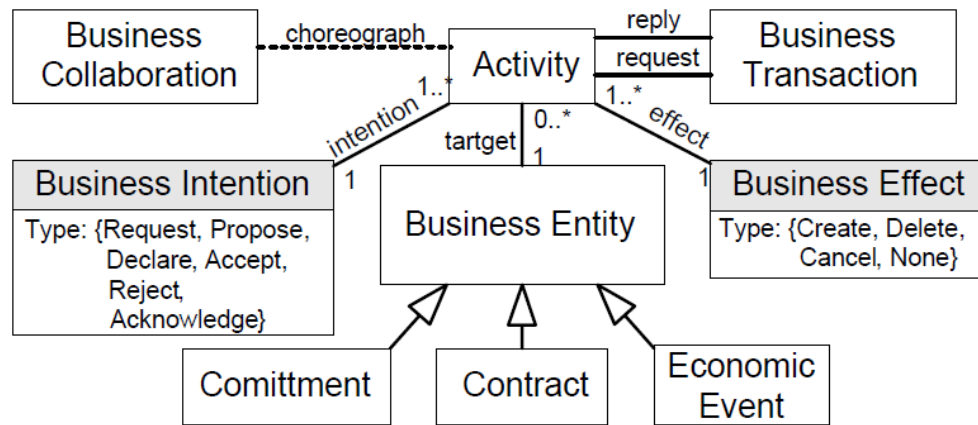 Business
Collaboration
choreograph
Activity
reply
request
Business
Transaction
1..*
intention
1
0..*
tartget
1
1..*
effect
1
Business Intention
Type: {Request, Propose,
Declare, Accept,
Reject,
Acknowledge}
Business Entity
Business Effect
Type: {Create, Delete,
Cancel, None}
Comittment
Contract
Economic
Event